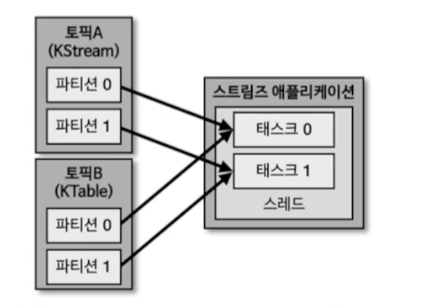 토픽A
(KStream)
파티션 0
파티션 1
토픽B
(KTable)
파티션 0
파티션 1
스트림즈 애플리케이션
태스크 0
태스크 1
스레드